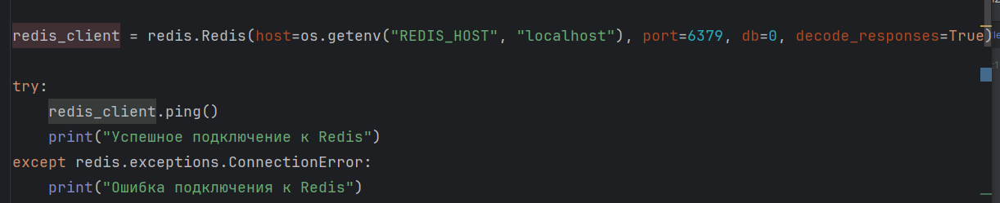 redis_client = redis.Redis(host=os.getenv("REDIS_HOST", "localhost"), port=6379, db=0, decode_responses=True)
try:
    redis_client.ping()
    print("Успешное подключение к Redis")
except redis.exceptions.ConnectionError:
    print("Ошибка подключения к Redis")